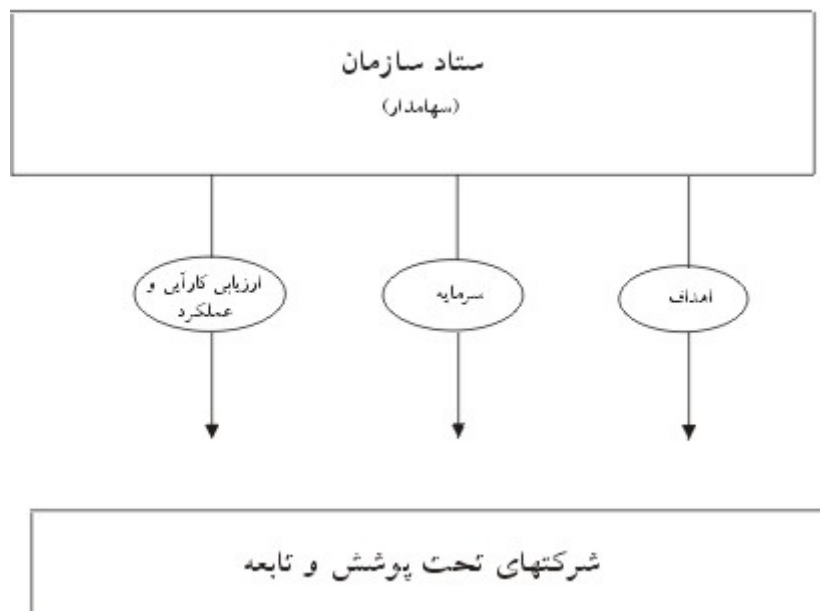 ستاد سازمان
(سهامدار)
اهداف
سرمایه
ارزیابی کارآیی و
عملکرد
شرکتهای تحت پوشش و تابعه